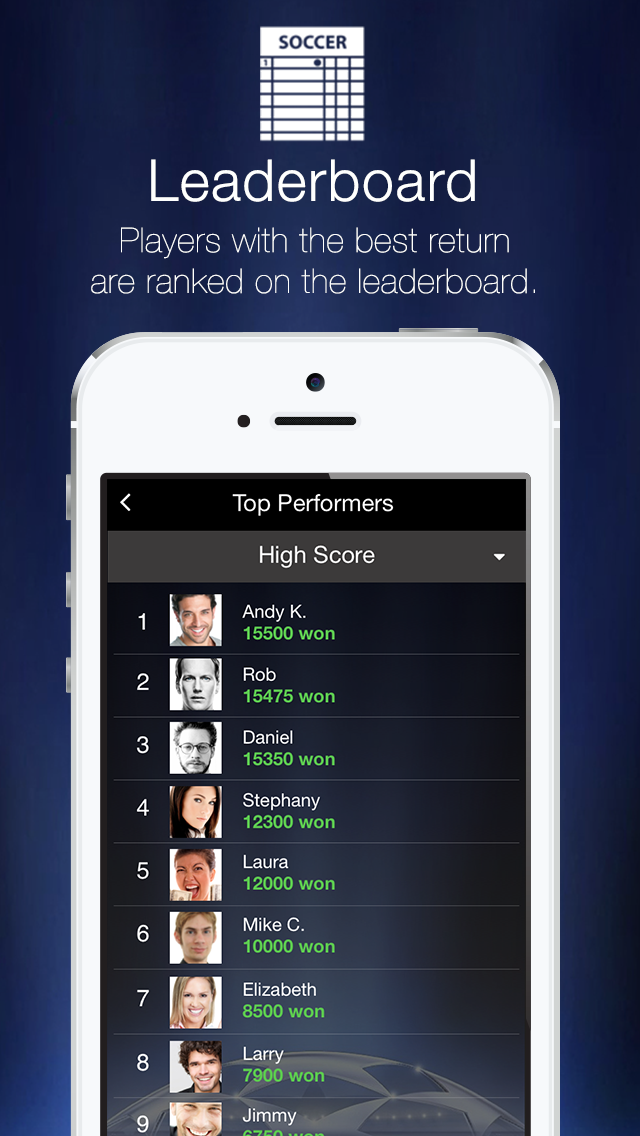 SOCCER
1
Leaderboard
Players with the best return
are ranked on the leaderboard.
Top Performers
High Score
1
Andy K.
15500 won
2
Rob
15475 won
3
Daniel
15350 won
4
Stephany
12300 won
5
Laura
12000 won
6
Mike C.
10000 won
7
Elizabeth
8500 won
8
Larry
7900 won
9
Jimmy
6750 won